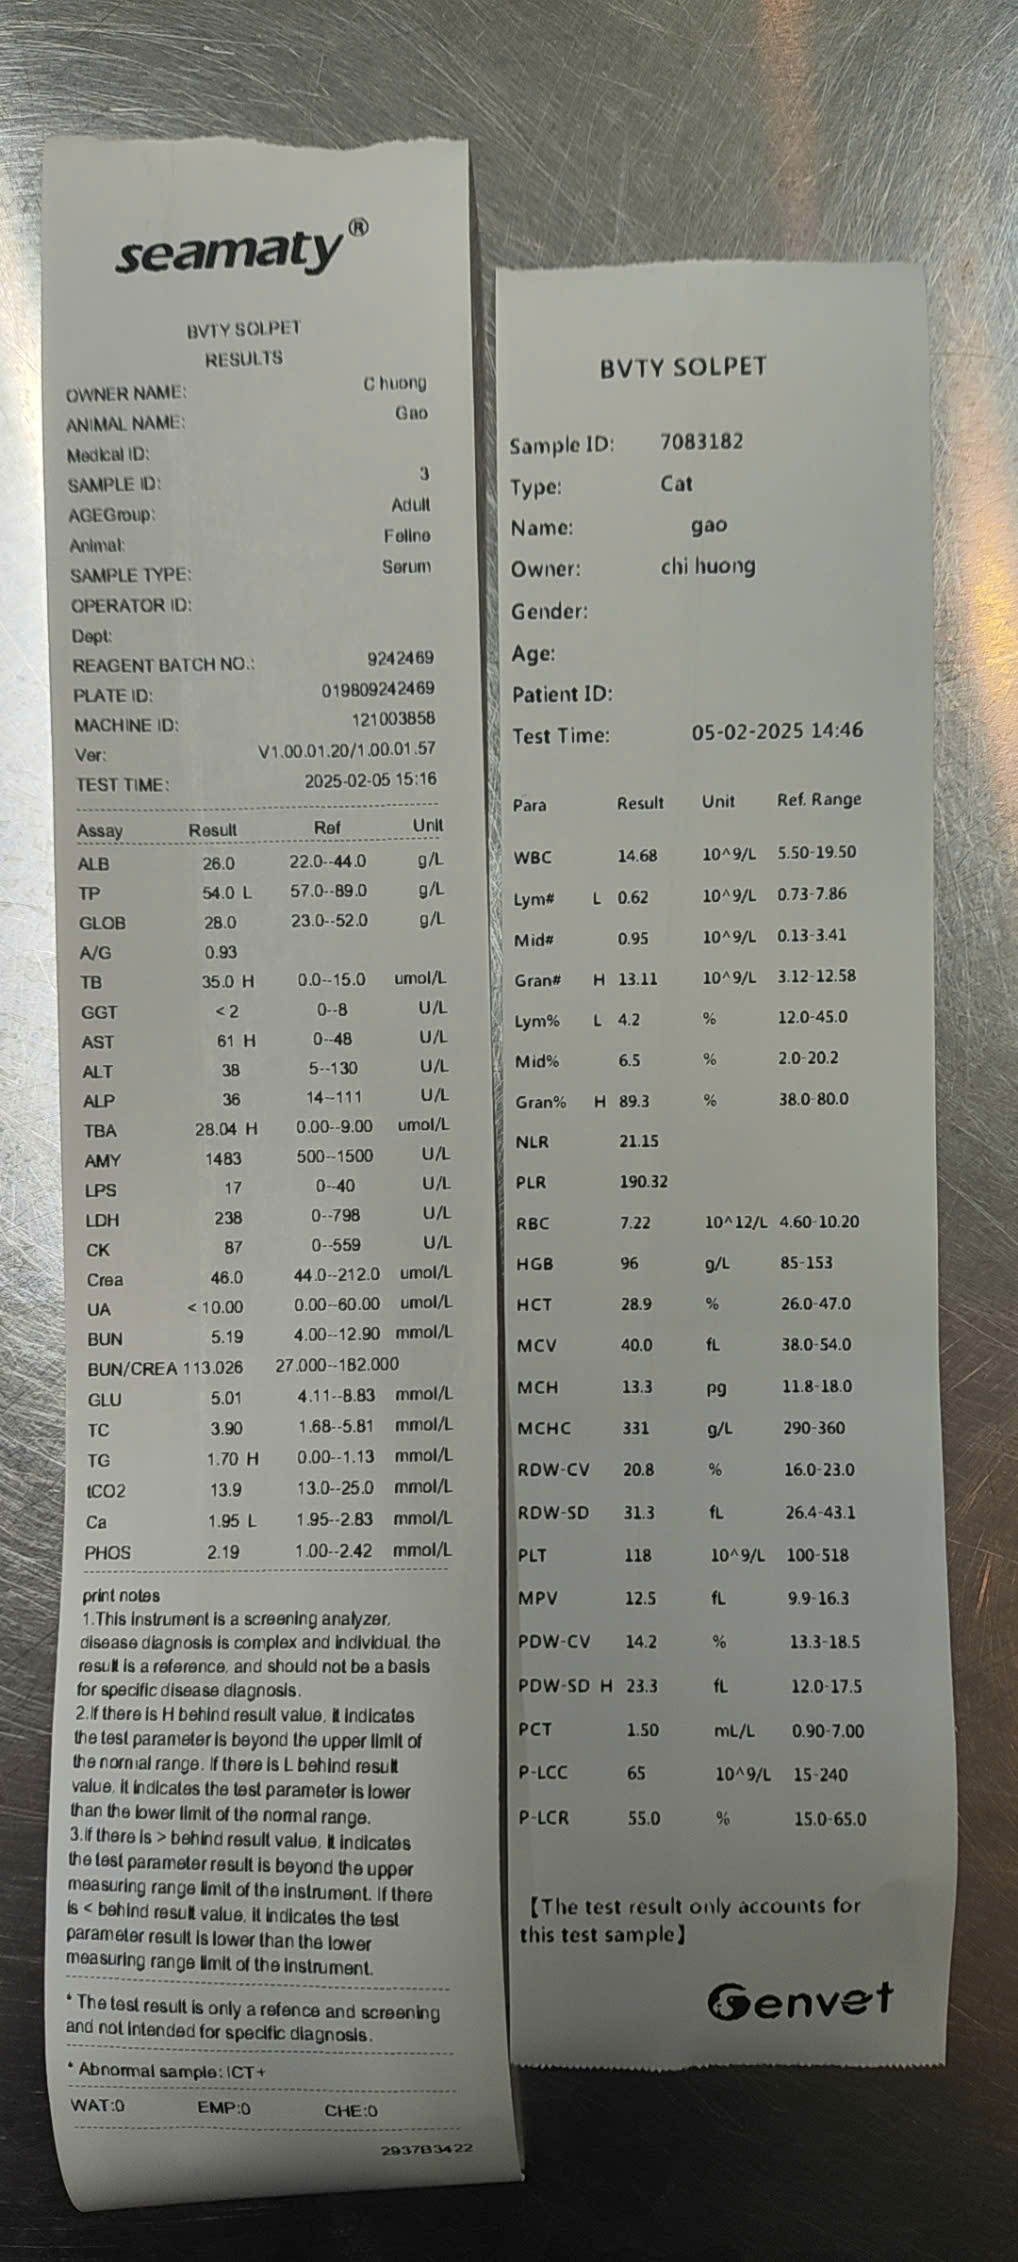 seamaty®
BVTY SOLPET
RESULTS
OWNER NAME: C huong
ANIMAL NAME: Gao
Medical ID:
SAMPLE ID: 3
AGEGroup: Adult
Animal: Feline
SAMPLE TYPE: Serum
OPERATOR ID:
Dept:
REAGENT BATCH NO.: 9242469
PLATE ID: 019809242469
MACHINE ID: 121003858
Ver: V1.00.01.20/1.00.01.57
TEST TIME: 2025-02-05 15:16
Assay Result Ref Unit
ALB 26.0 22.0--44.0 g/L
TP 54.0 L 57.0--89.0 g/L
GLOB 28.0 23.0--52.0 g/L
A/G 0.93
TB 35.0 H 0.0--15.0 umol/L
GGT <2 0--8 U/L
AST 61 H 0--48 U/L
ALT 38 5--130 U/L
ALP 36 14--111 U/L
TBA 28.04 H 0.00--9.00 umol/L
AMY 1483 500--1500 U/L
LPS 17 0--40 U/L
LDH 238 0--798 U/L
CK 87 0--559 U/L
Crea 46.0 44.0--212.0 umol/L
UA <10.00 0.00--60.00 umol/L
BUN 5.19 4.00--12.90 mmol/L
BUN/CREA 113.026 27.000--182.000
GLU 5.01 4.11--8.83 mmol/L
TC 3.90 1.68--5.81 mmol/L
TG 1.70 H 0.00--1.13 mmol/L
tCO2 13.9 13.0--25.0 mmol/L
Ca 1.95 L 1.95--2.83 mmol/L
PHOS 2.19 1.00--2.42 mmol/L
print notes
1.This instrument is a screening analyzer,
disease diagnosis is complex and individual, the
result is a reference, and should not be a basis
for specific disease diagnosis.
2.If there is H behind result value, it indicates
the test parameter is beyond the upper limit of
the normal range. If there is L behind result
value, it indicates the test parameter is lower
than the lower limit of the normal range.
3.if there is > behind result value, it indicates
the test parameter result is beyond the upper
measuring range limit of the instrument. If there
is < behind result value, it indicates the test
parameter result is lower than the lower
measuring range limit of the instrument.
* The test result is only a refence and screening
and not intended for specific diagnosis.
* Abnormal sample: ICT+
WAT:0 EMP:0 CHE:0
2937B3422
BVTY SOLPET
Sample ID: 7083182
Type: Cat
Name: gao
Owner: chi huong
Gender:
Age:
Patient ID:
Test Time: 05-02-2025 14:46
Para Result Unit Ref. Range
WBC 14.68 10^9/L 5.50-19.50
Lym# L 0.62 10^9/L 0.73-7.86
Mid# 0.95 10^9/L 0.13-3.41
Gran# H 13.11 10^9/L 3.12-12.58
Lym% L 4.2 % 12.0-45.0
Mid% 6.5 % 2.0-20.2
Gran% H 89.3 % 38.0-80.0
NLR 21.15
PLR 190.32
RBC 7.22 10^12/L 4.60-10.20
HGB 96 g/L 85-153
HCT 28.9 % 26.0-47.0
MCV 40.0 fL 38.0-54.0
MCH 13.3 pg 11.8-18.0
MCHC 331 g/L 290-360
RDW-CV 20.8 % 16.0-23.0
RDW-SD 31.3 fL 26.4-43.1
PLT 118 10^9/L 100-518
MPV 12.5 fL 9.9-16.3
PDW-CV 14.2 % 13.3-18.5
PDW-SD H 23.3 fL 12.0-17.5
PCT 1.50 mL/L 0.90-7.00
P-LCC 65 10^9/L 15-240
P-LCR 55.0 % 15.0-65.0
【The test result only accounts for
this test sample】
Genvet